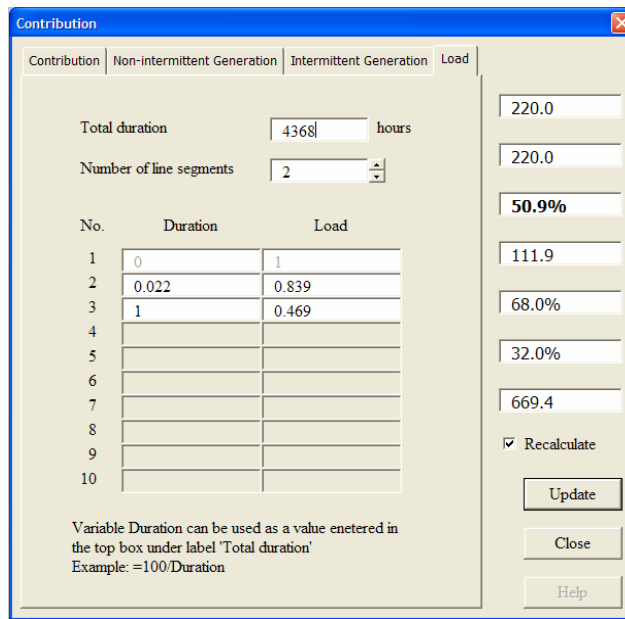 Contribution
Contribution Non-intermittent Generation Intermittent Generation Load
Total duration 4368 hours
Number of line segments 2
No. Duration Load
1 0 1
2 0.022 0.839
3 1 0.469
4
5
6
7
8
9
10
Variable Duration can be used as a value enetered in
the top box under label 'Total duration'
Example: =100/Duration
220.0
220.0
50.9%
111.9
68.0%
32.0%
669.4
Recalculate
Update
Close
Help